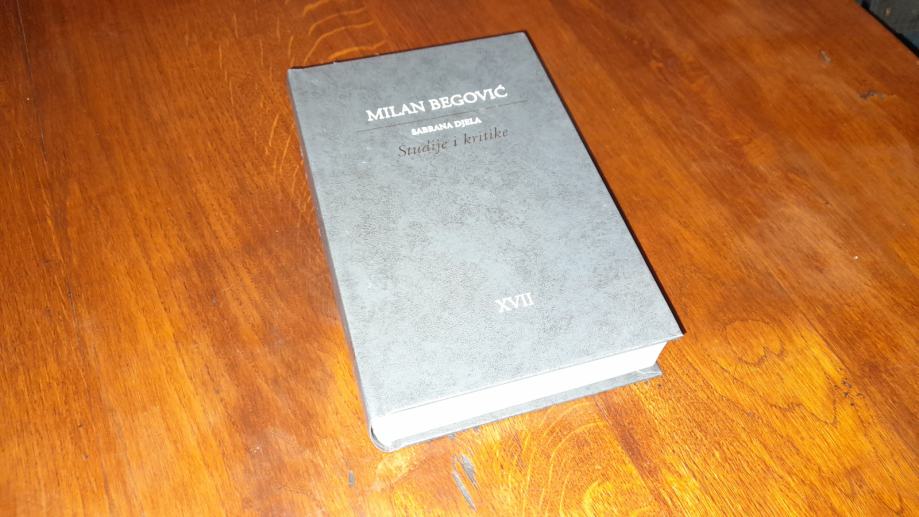 MILAN BEGOVIĆ
SABRANA DJELA
Studije i kritike
XVII